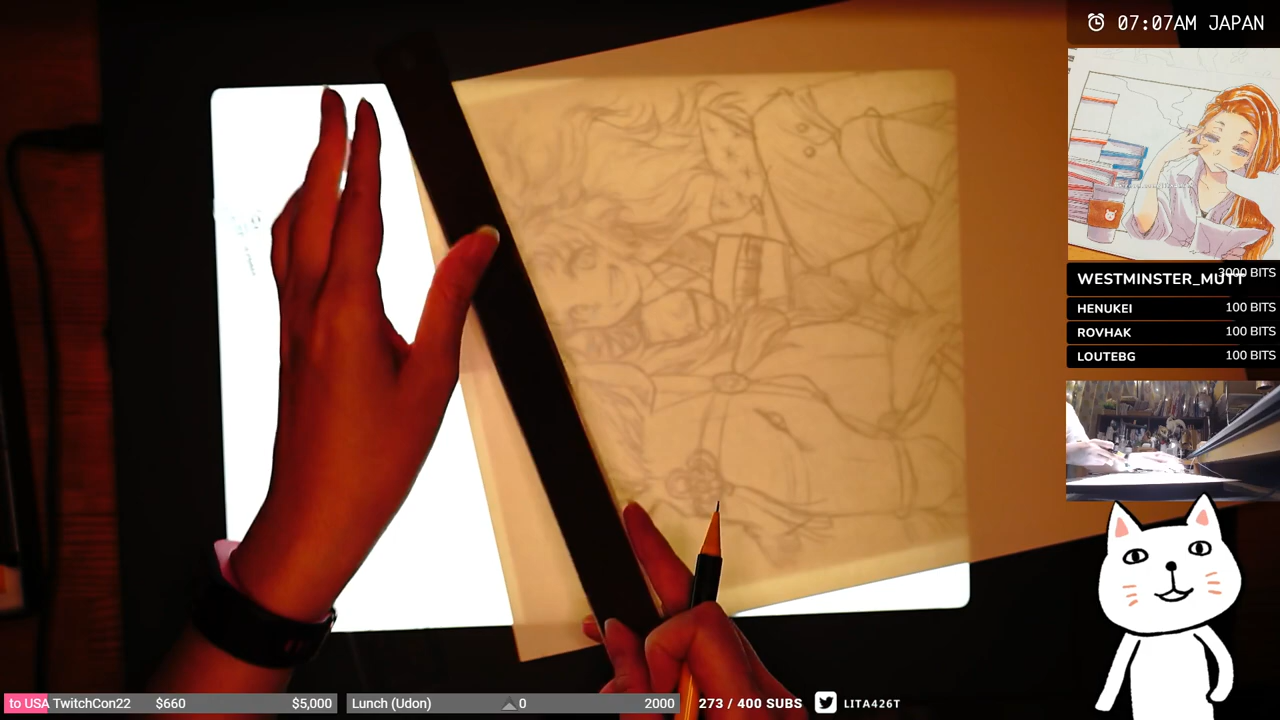 07:07AM JAPAN
3000 BITS
WESTMINSTER_MUTT
HENUKEI 100 BITS
ROVHAK 100 BITS
LOUTEBG 100 BITS
to USA TwitchCon22 $660 $5,000
Lunch (Udon) 0 2000
273 / 400 SUBS
LITA426T